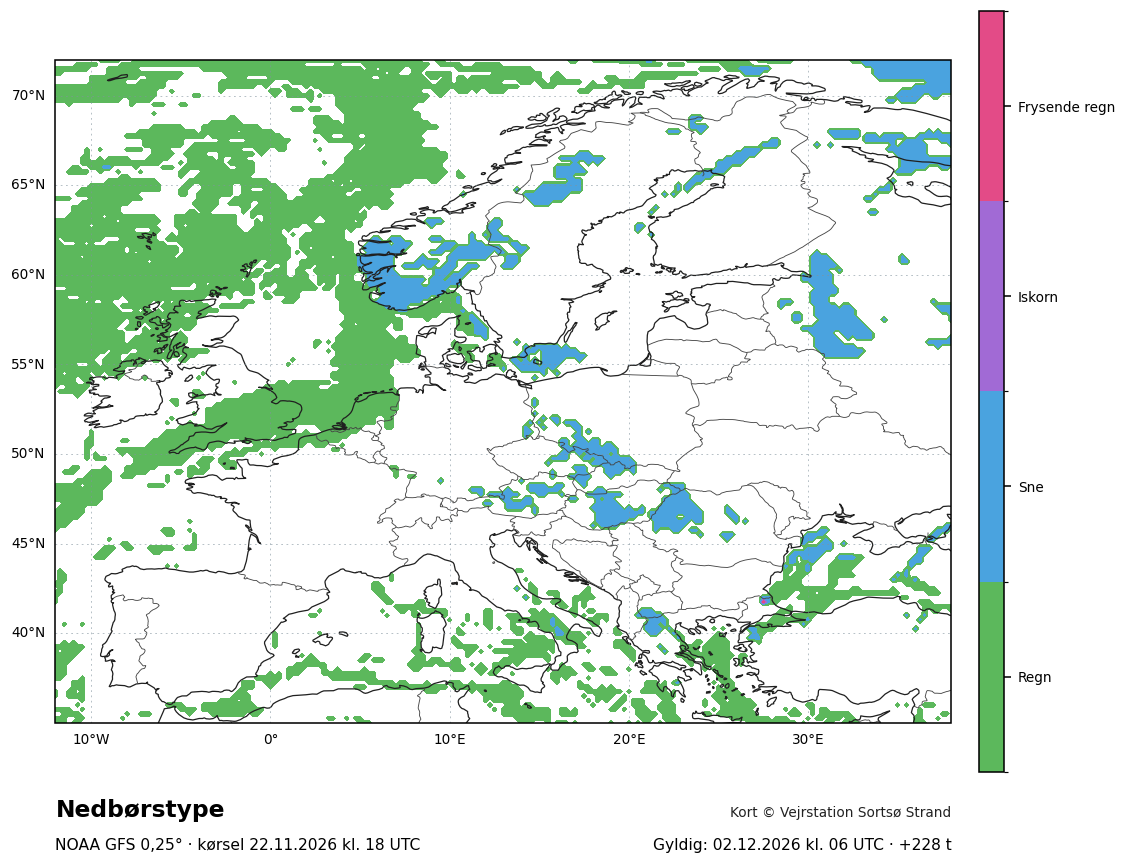 Frysende regn
Iskorn
Sne
Regn
70°N
65°N
60°N
55°N
50°N
45°N
40°N
10°W
0°
10°E
20°E
30°E
Nedbørstype
Kort © Vejrstation Sortsø Strand
NOAA GFS 0,25° · kørsel 22.11.2026 kl. 18 UTC
Gyldig: 02.12.2026 kl. 06 UTC · +228 t